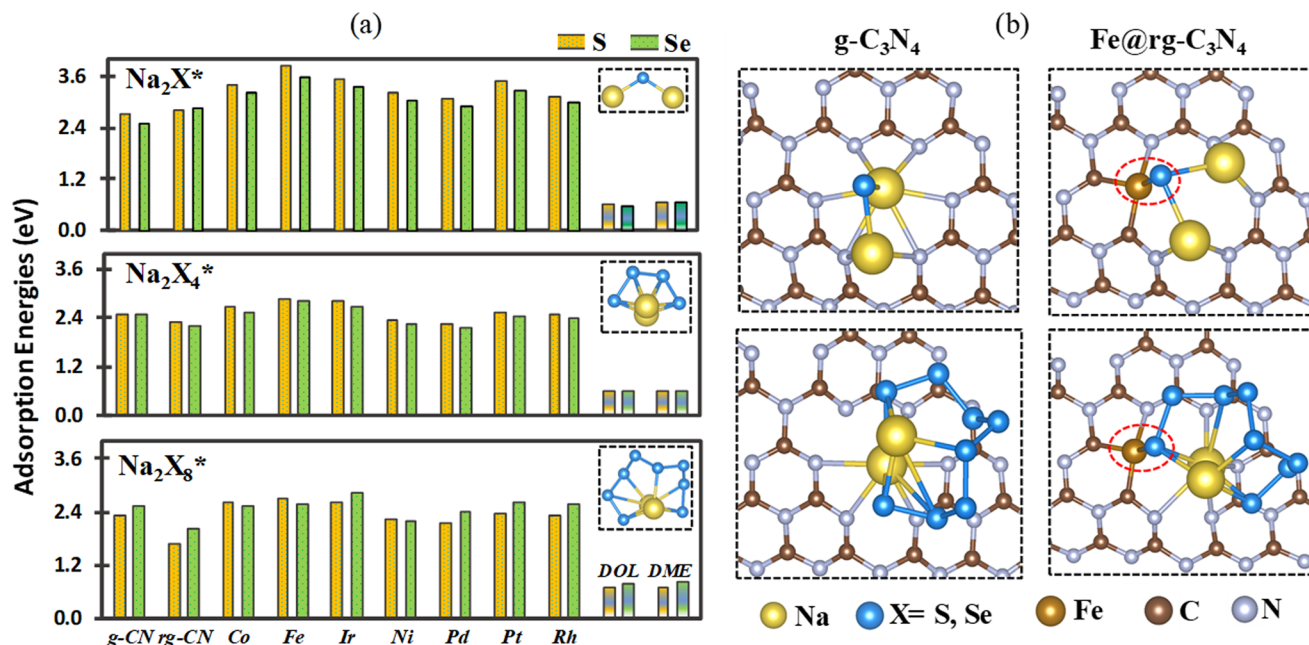 (a)
S Se
Adsorption Energies (eV)
Na₂X*
3.6
2.4
1.2
0.0
Na₂X₄*
3.6
2.4
1.2
0.0
Na₂X₈*
3.6
2.4
1.2
0.0
DOL DME
g-CN rg-CN Co Fe Ir Ni Pd Pt Rh
(b)
g-C₃N₄ Fe@rg-C₃N₄
Na X= S, Se Fe C N